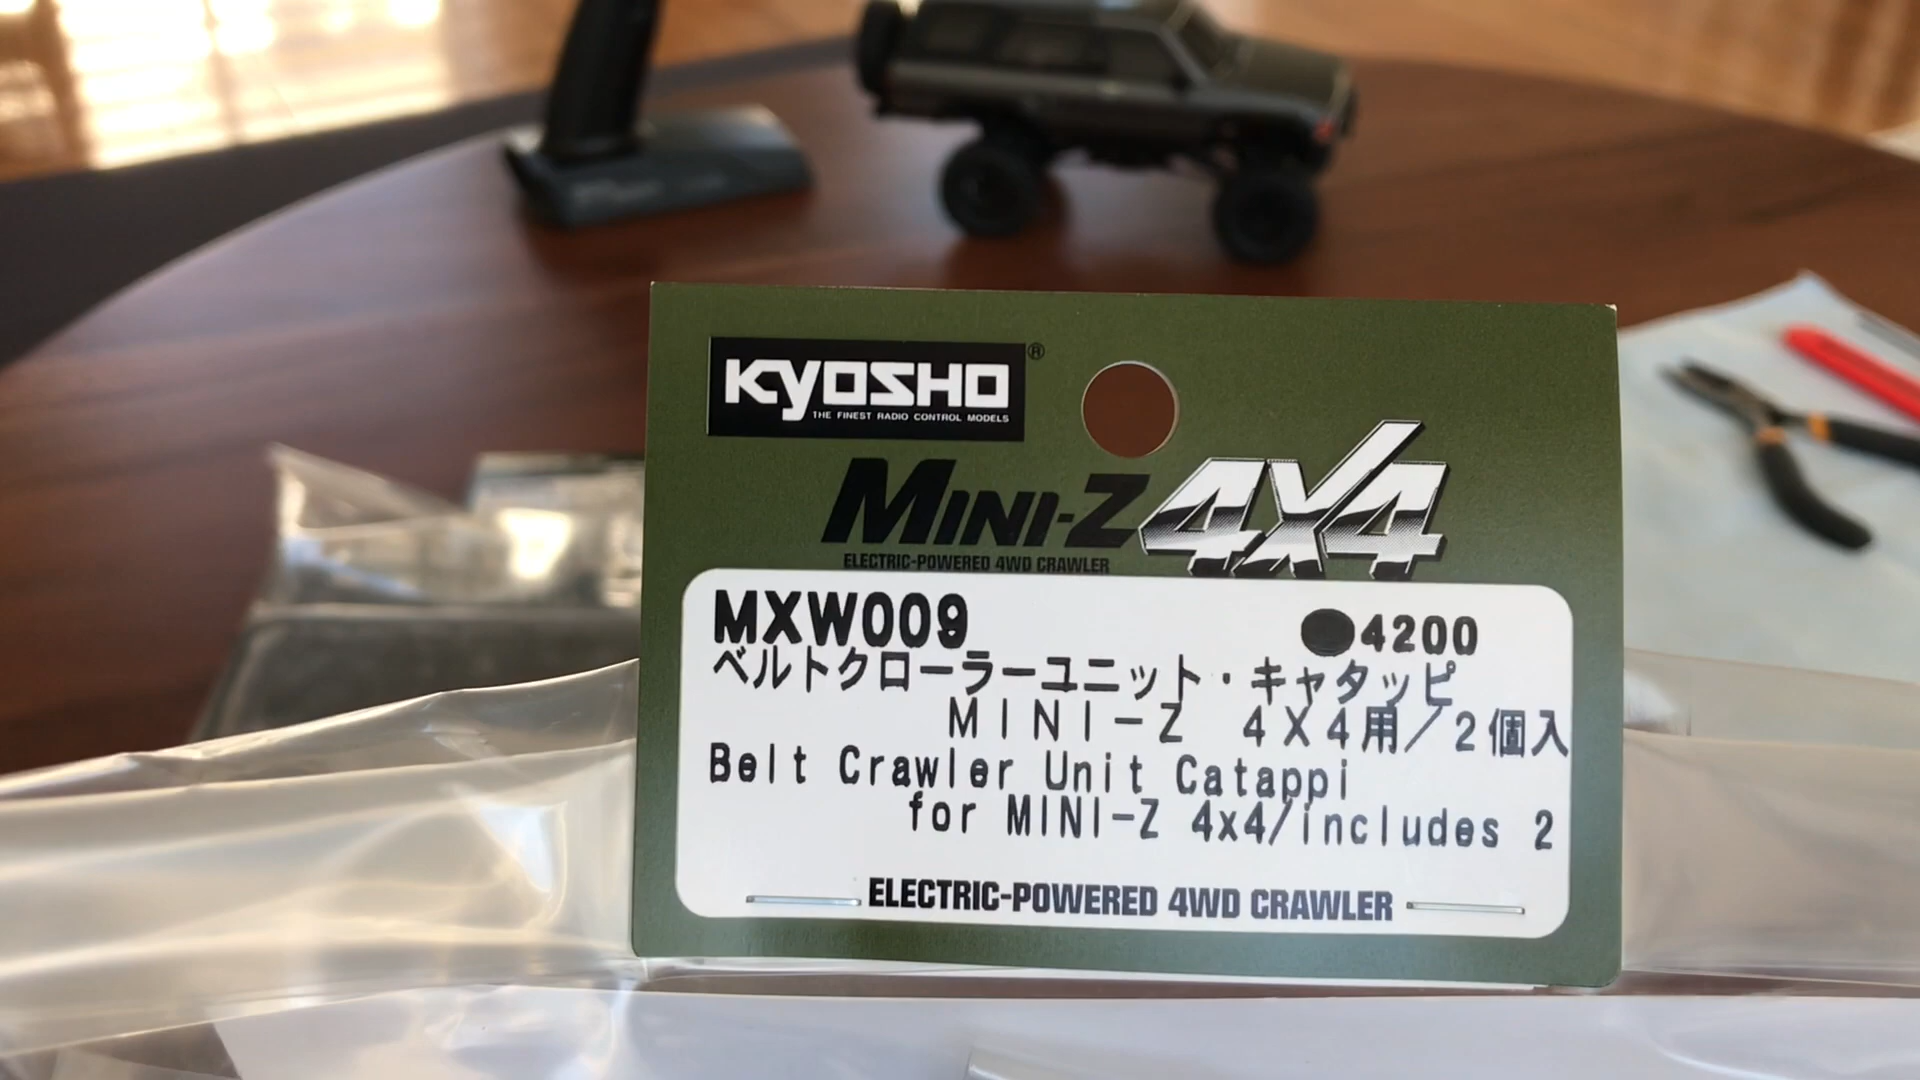 KYOSHO®
THE FINEST RADIO CONTROL MODELS
MINI-Z 4X4
ELECTRIC-POWERED 4WD CRAWLER
MXW009 ●4200
ベルトクローラーユニット・キャタッピ
MINI-Z 4X4用/2個入
Belt Crawler Unit Catappi
for MINI-Z 4x4/includes 2
ELECTRIC-POWERED 4WD CRAWLER